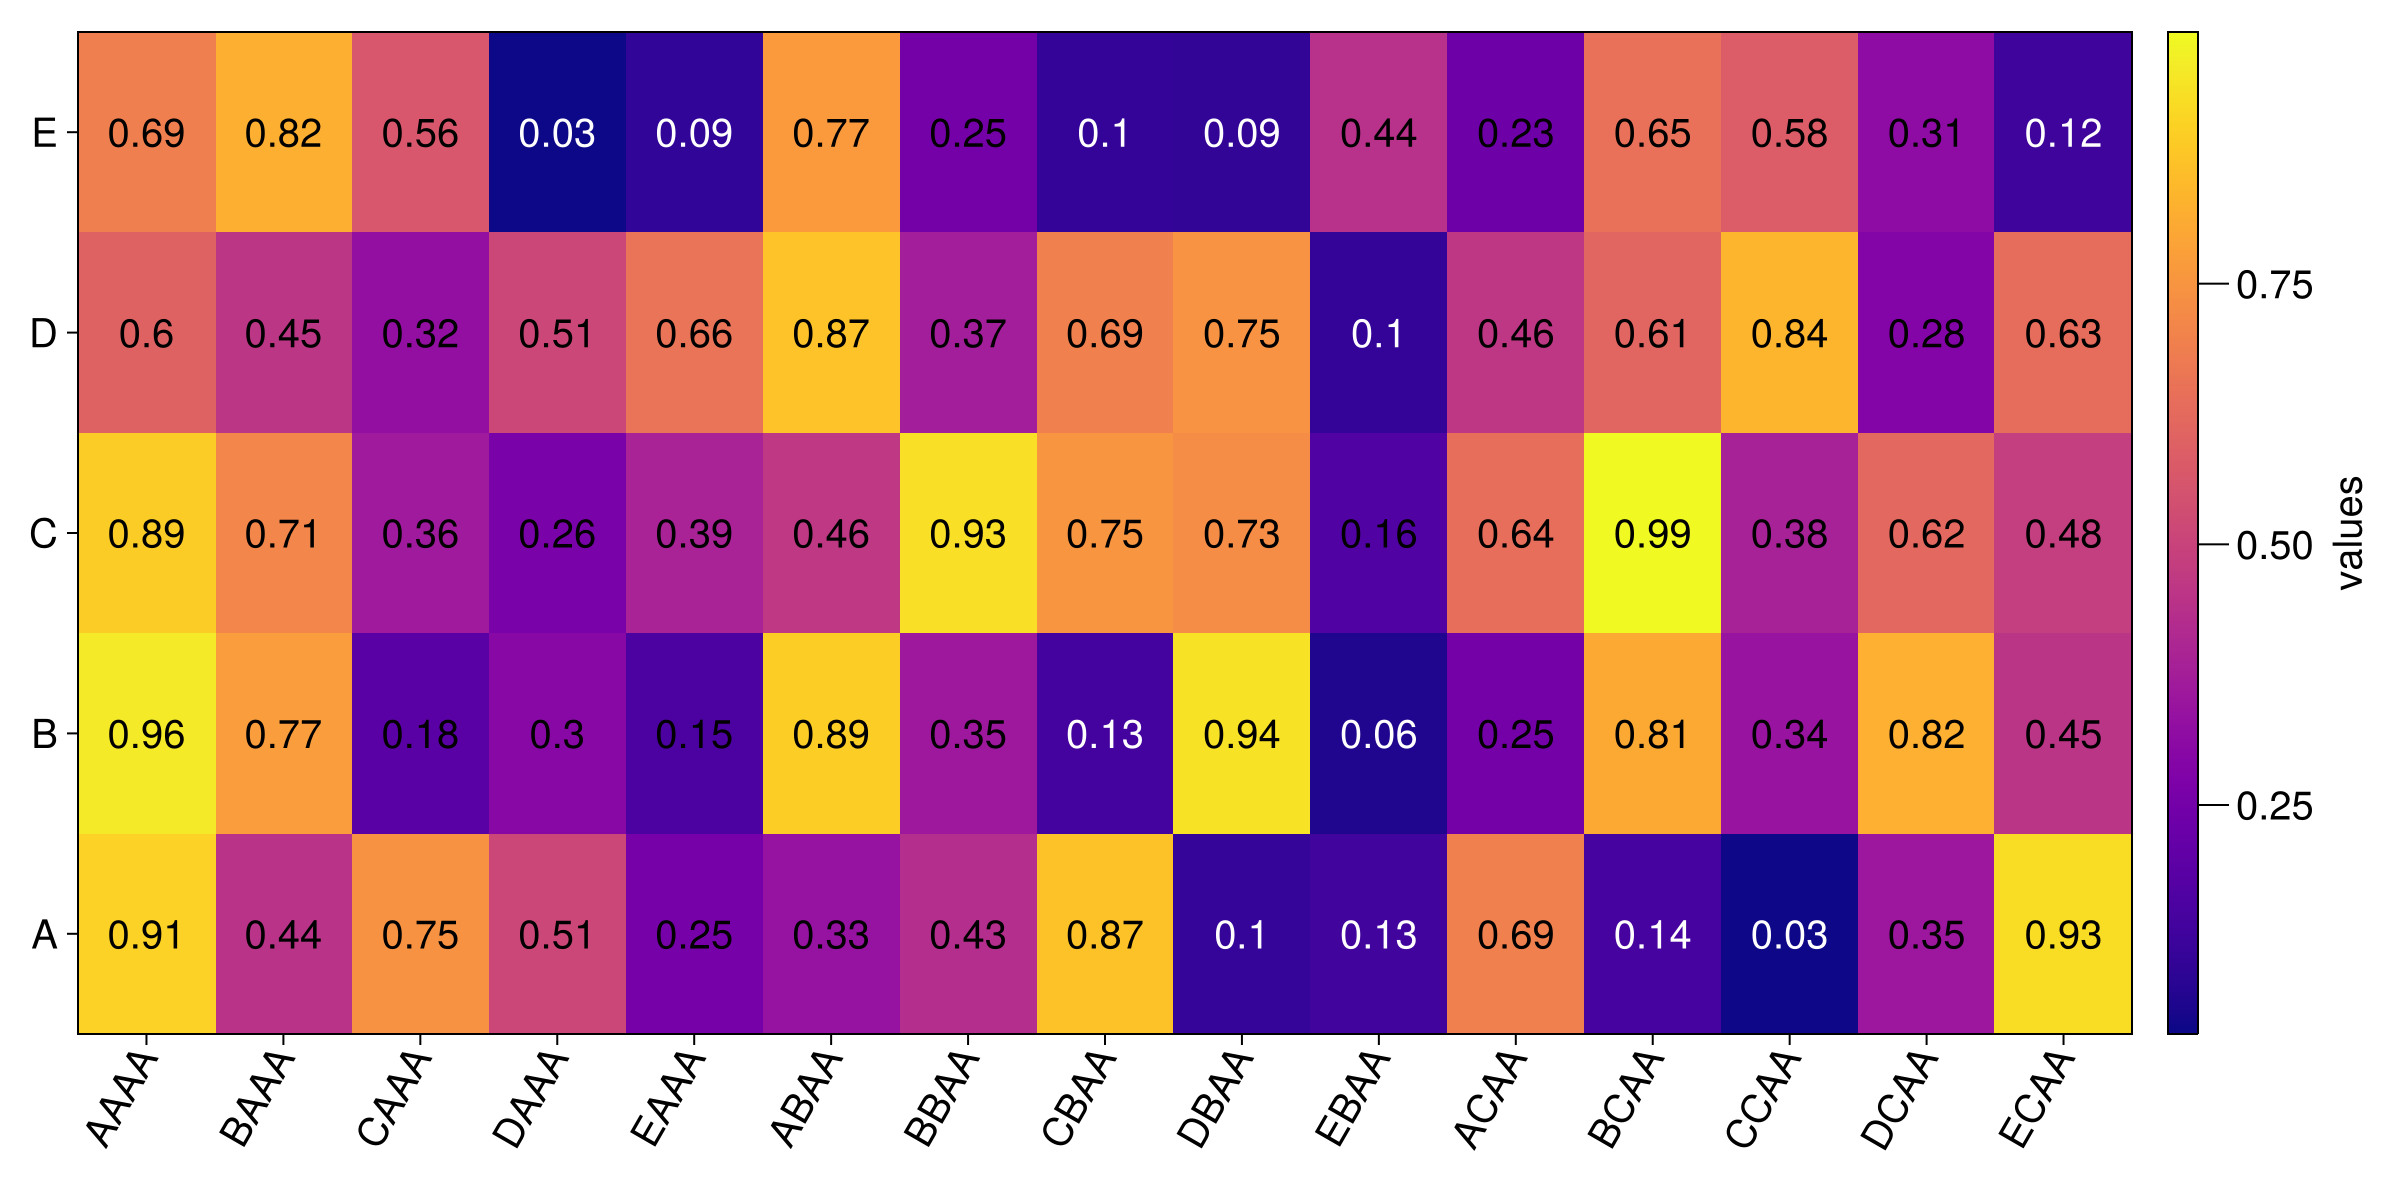 E 0.69 0.82 0.56 0.03 0.09 0.77 0.25 0.1 0.09 0.44 0.23 0.65 0.58 0.31 0.12
D 0.6 0.45 0.32 0.51 0.66 0.87 0.37 0.69 0.75 0.1 0.46 0.61 0.84 0.28 0.63
C 0.89 0.71 0.36 0.26 0.39 0.46 0.93 0.75 0.73 0.16 0.64 0.99 0.38 0.62 0.48
B 0.96 0.77 0.18 0.3 0.15 0.89 0.35 0.13 0.94 0.06 0.25 0.81 0.34 0.82 0.45
A 0.91 0.44 0.75 0.51 0.25 0.33 0.43 0.87 0.1 0.13 0.69 0.14 0.03 0.35 0.93
AAAA BAAA CAAA DAAA EAAA ABAA BBAA CBAA DBAA EBAA ACAA BCAA CCAA DCAA ECAA
0.75
0.50
0.25
values